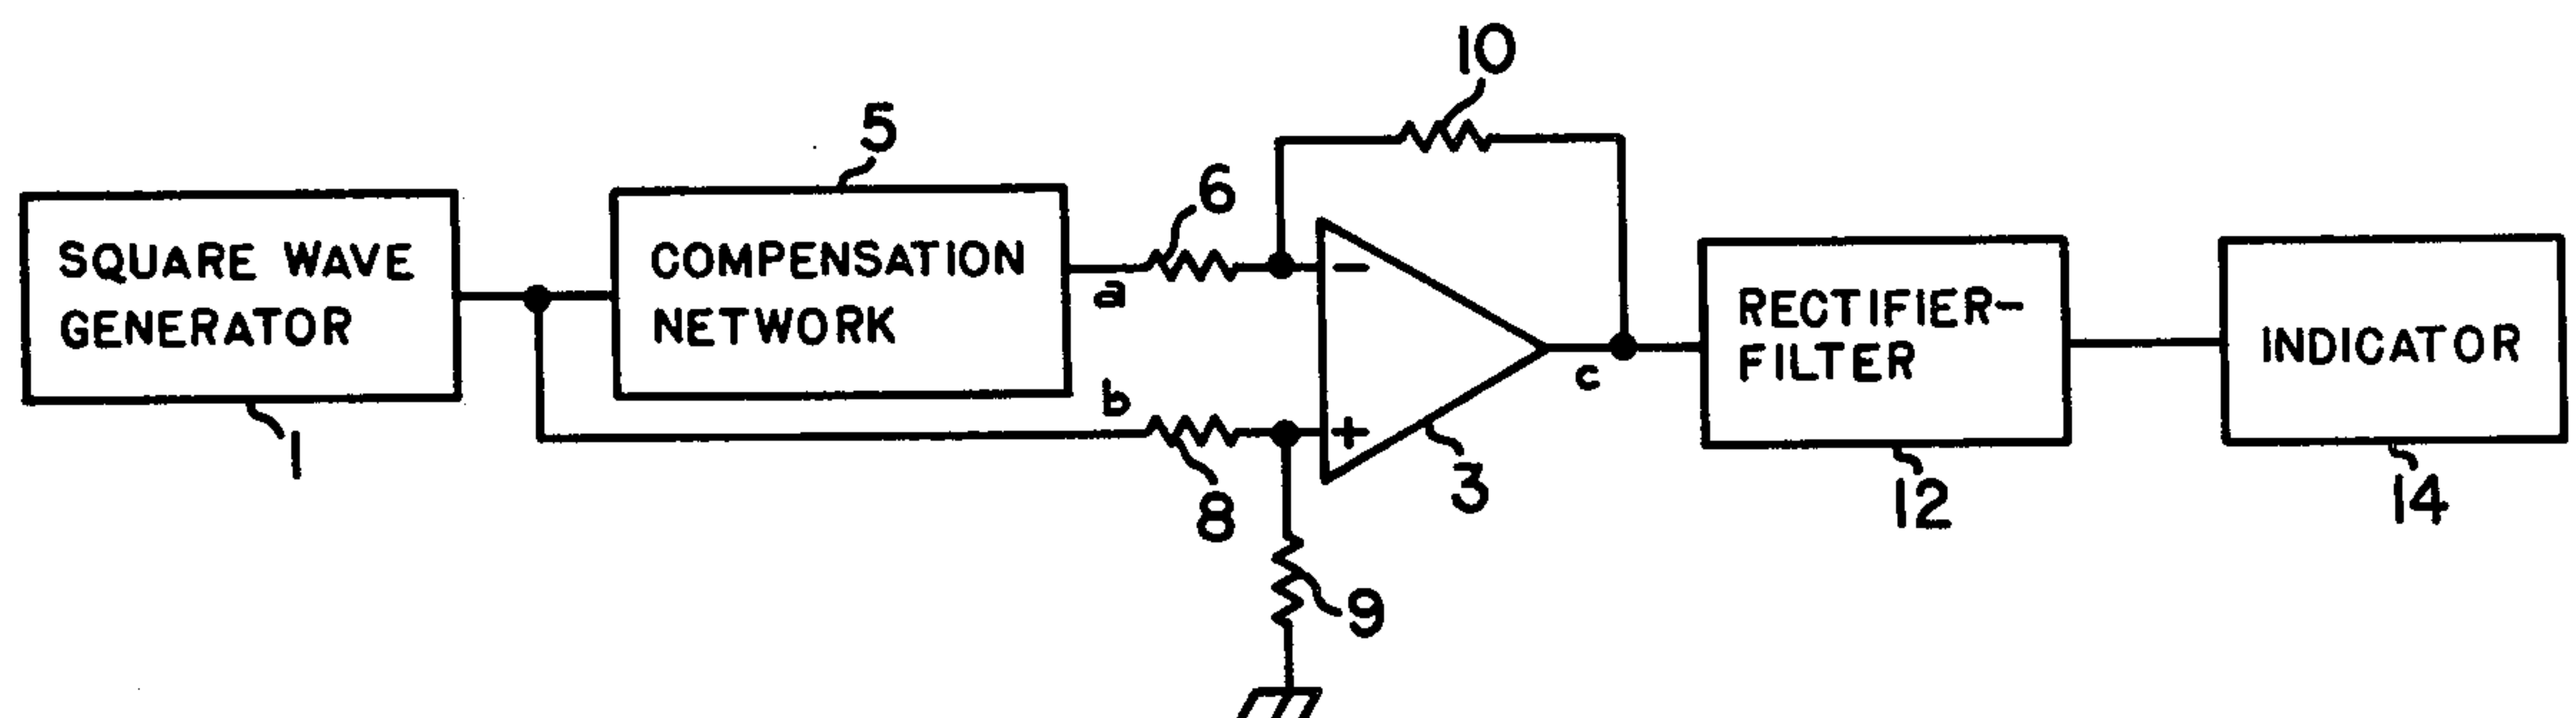 10
5
6
SQUARE WAVE
GENERATOR
COMPENSATION
NETWORK
a
b
−
+
c
RECTIFIER-
FILTER
INDICATOR
1
8
3
12
14
9